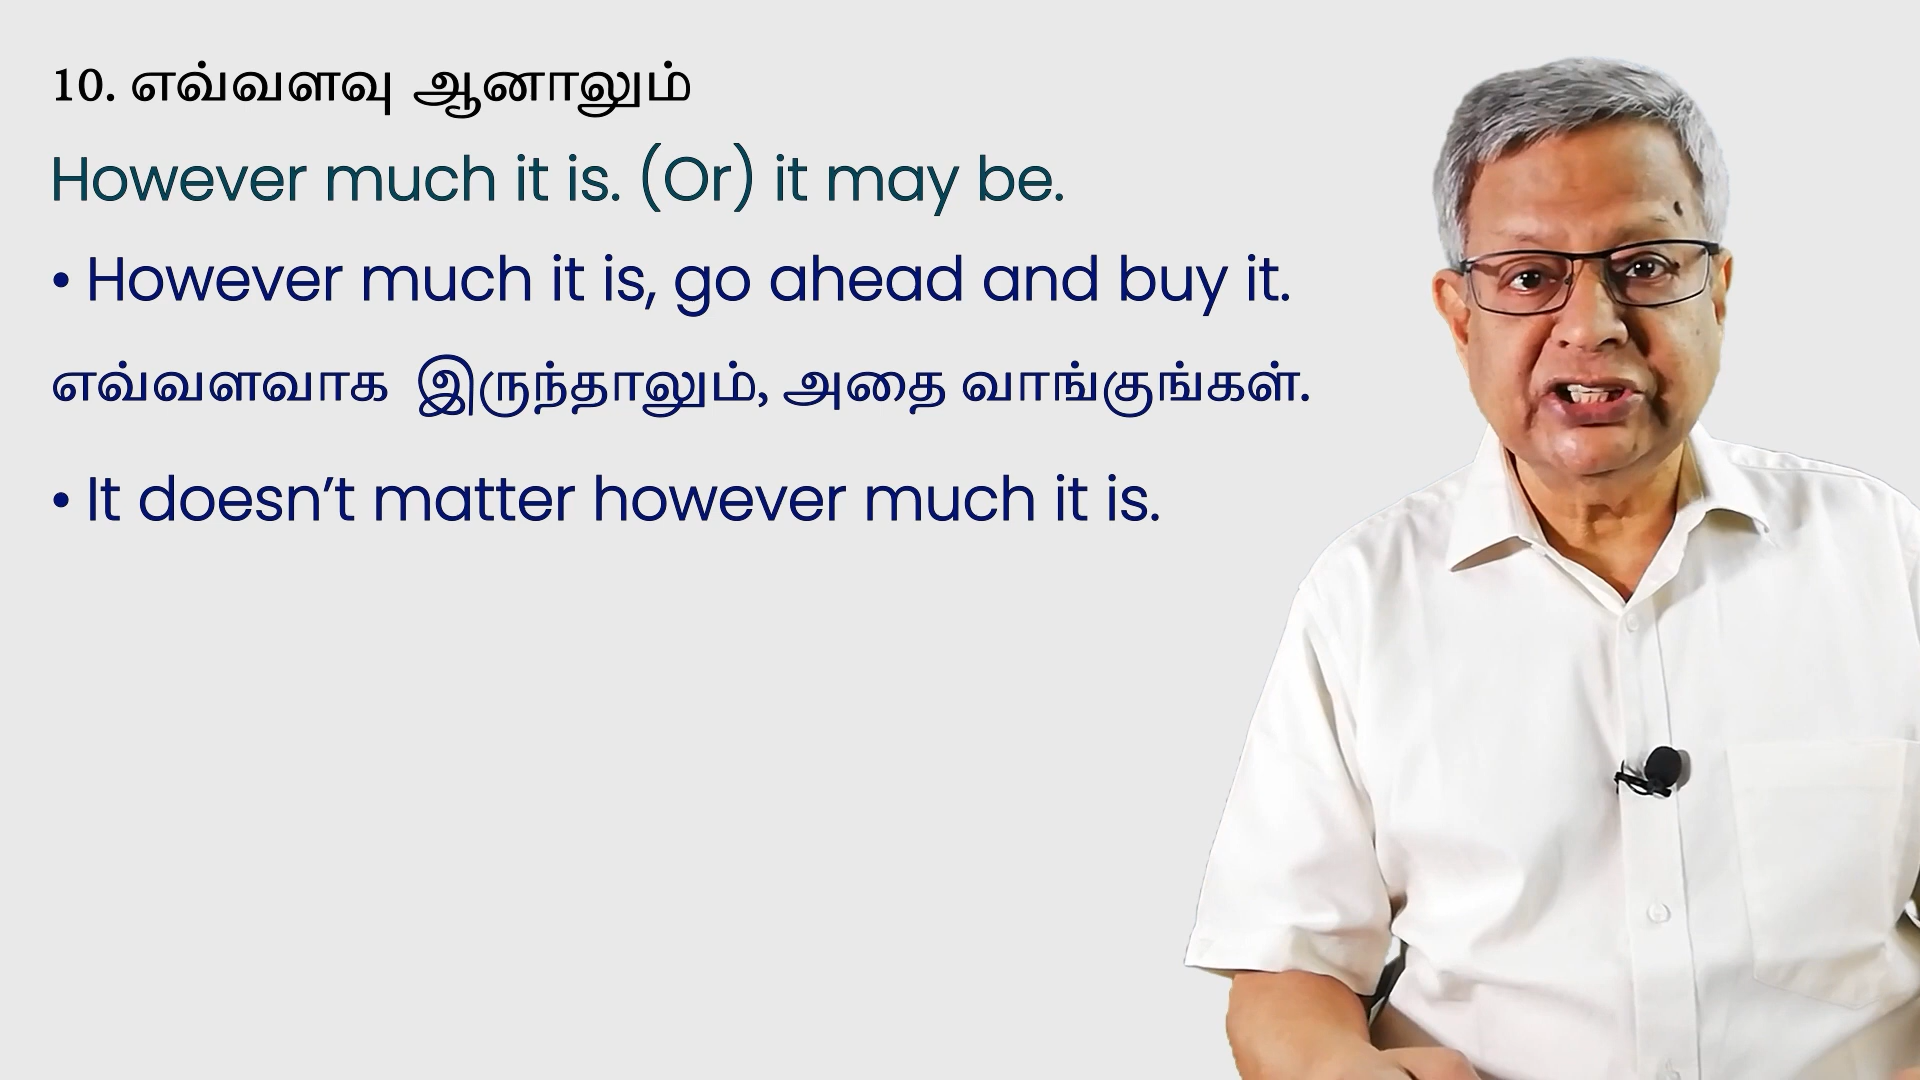 10. எவ்வளவு ஆனாலும்
However much it is. (Or) it may be.
• However much it is, go ahead and buy it.
எவ்வளவாக இருந்தாலும், அதை வாங்குங்கள்.
• It doesn’t matter however much it is.